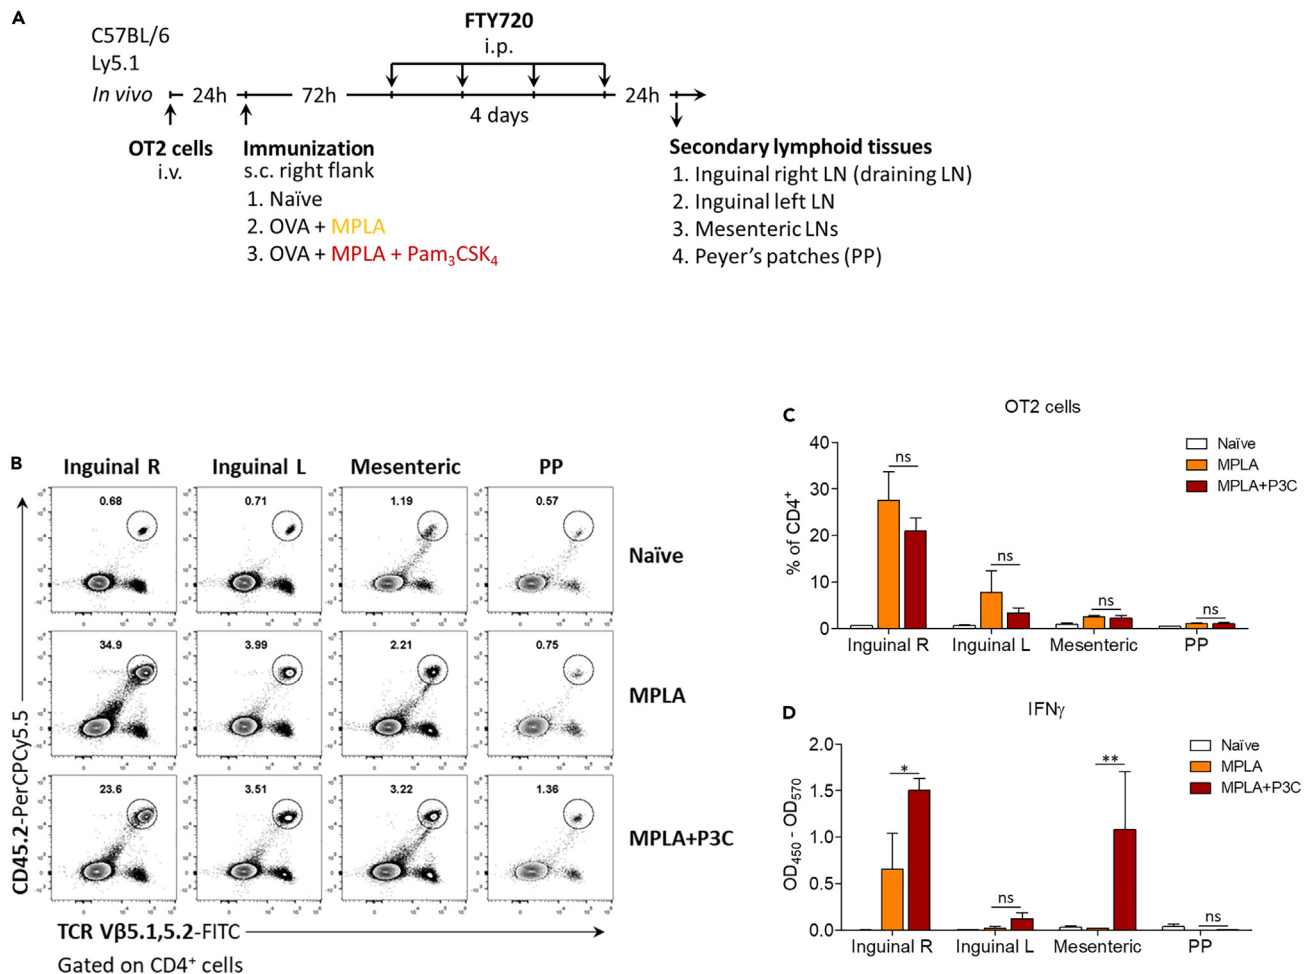 A
C57BL/6
Ly5.1
In vivo
24h
72h
FTY720
i.p.
4 days
24h
OT2 cells
i.v.
Immunization
s.c. right flank
1. Naïve
2. OVA + MPLA
3. OVA + MPLA + Pam3CSK4
Secondary lymphoid tissues
1. Inguinal right LN (draining LN)
2. Inguinal left LN
3. Mesenteric LNs
4. Peyer's patches (PP)
B
Inguinal R Inguinal L Mesenteric PP
0.68 0.71 1.19 0.57
Naïve
34.9 3.99 2.21 0.75
MPLA
23.6 3.51 3.22 1.36
MPLA+P3C
CD45.2-PerCPCy5.5
TCR Vβ5.1,5.2-FITC
Gated on CD4+ cells
C
OT2 cells
% of CD4+
40
30
20
10
0
ns
ns
ns
ns
Naïve
MPLA
MPLA+P3C
Inguinal R Inguinal L Mesenteric PP
D
IFNγ
OD450 - OD570
2.0
1.5
1.0
0.5
0.0
*
ns
**
ns
Naïve
MPLA
MPLA+P3C
Inguinal R Inguinal L Mesenteric PP